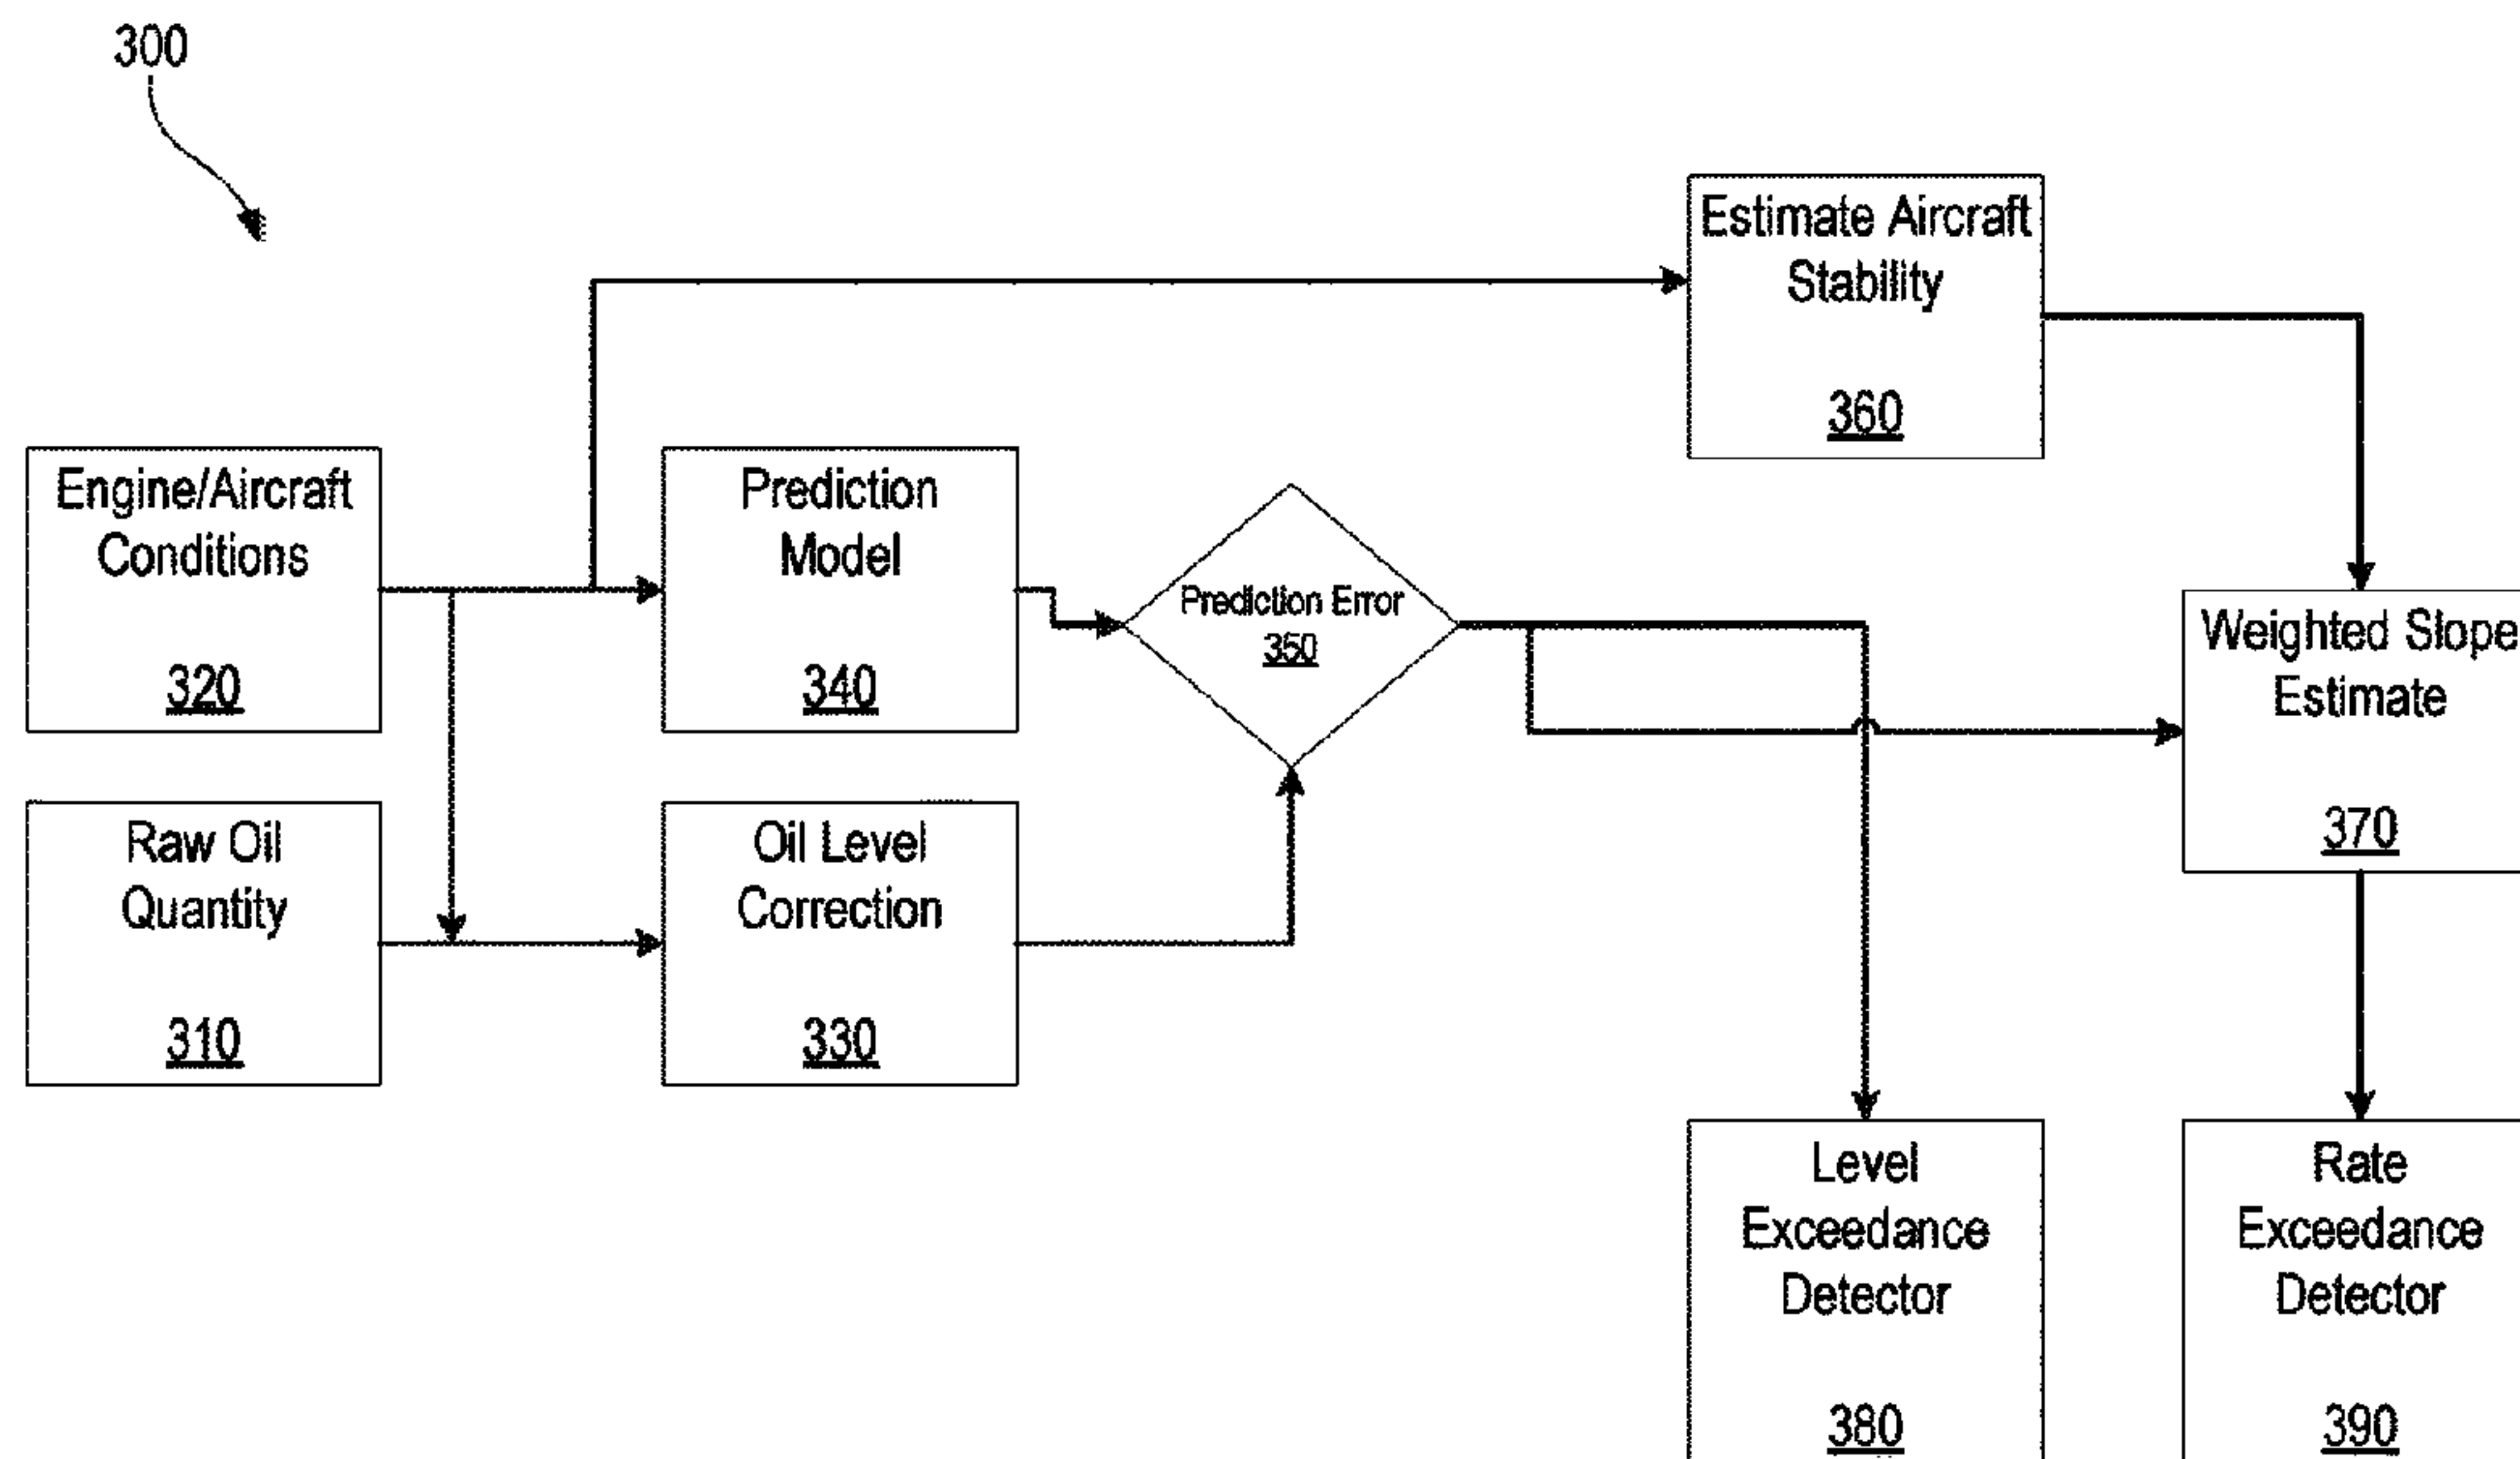 300
Estimate Aircraft
Stability
360
Engine/Aircraft
Conditions
320
Prediction
Model
340
Prediction Error
350
Weighted Slope
Estimate
370
Raw Oil
Quantity
310
Oil Level
Correction
330
Level
Exceedance
Detector
380
Rate
Exceedance
Detector
390